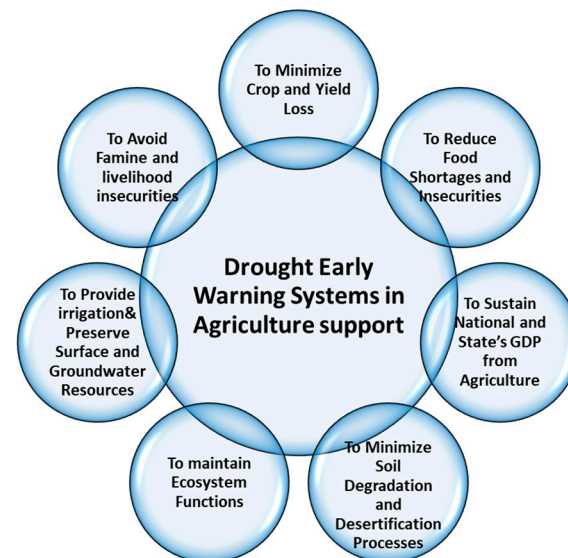 To Minimize
Crop and Yield
Loss
To Reduce
Food
Shortages and
Insecurities
To Sustain
National and
State's GDP
from
Agriculture
To Minimize
Soil
Degradation
and
Desertification
Processes
To maintain
Ecosystem
Functions
To Provide
irrigation&
Preserve
Surface and
Groundwater
Resources
To Avoid
Famine and
livelihood
insecurities
Drought Early
Warning Systems in
Agriculture support